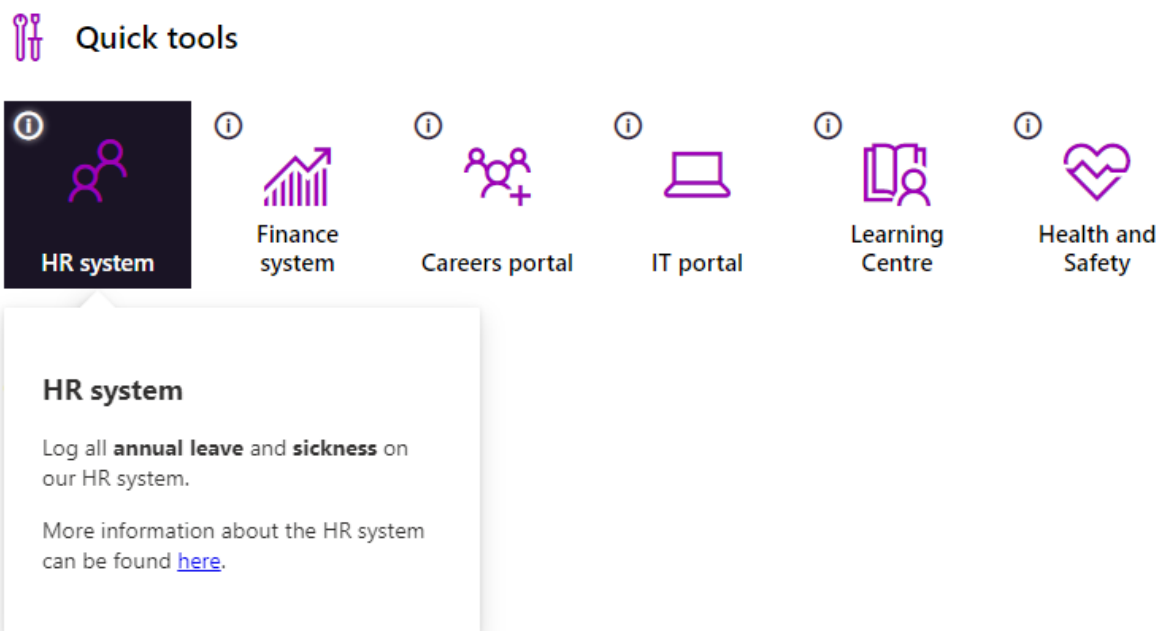 Quick tools
HR system
Finance
system
Careers portal
IT portal
Learning
Centre
Health and
Safety
HR system
Log all annual leave and sickness on
our HR system.
More information about the HR system
can be found here.